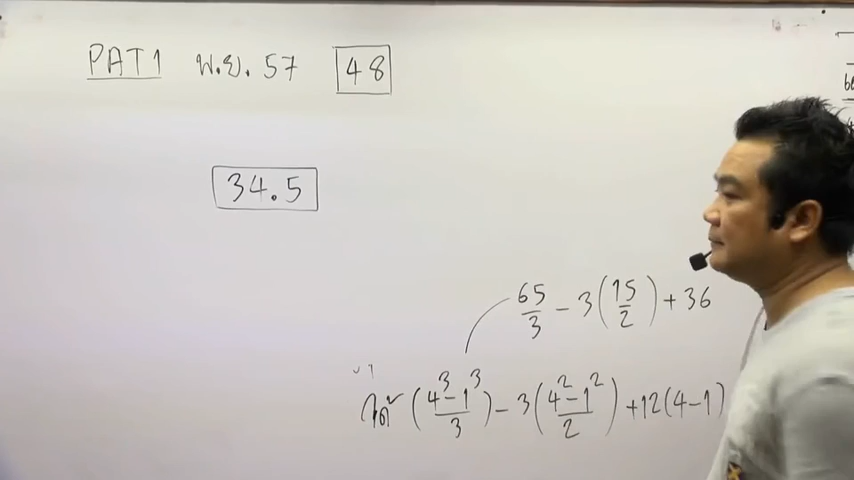 PAT1 พ.ย. 57 48
34.5
65/3 - 3(15/2) + 36
(4³-1³/3) - 3(4²-1²/2) + 12(4-1)